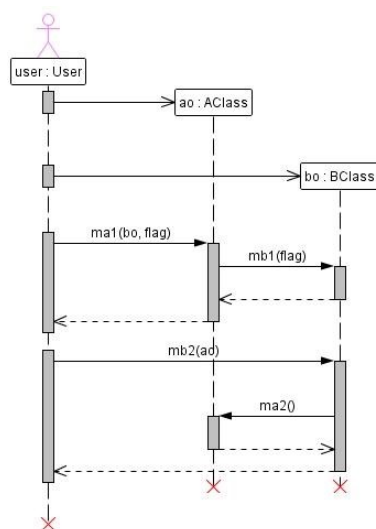 user : User
ao : AClass
bo : BClass
ma1(bo, flag)
mb1(flag)
mb2(ao)
ma2()